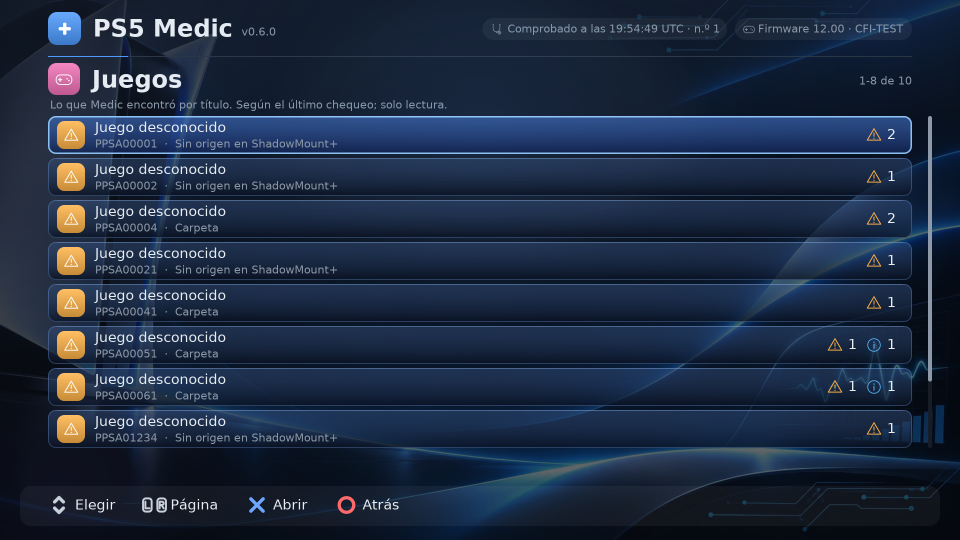 PS5 Medic v0.6.0
Comprobado a las 19:54:49 UTC · n.º 1
Firmware 12.00 · CFI-TEST
Juegos
1-8 de 10
Lo que Medic encontró por título. Según el último chequeo; solo lectura.
Juego desconocido
PPSA00001 · Sin origen en ShadowMount+
2
Juego desconocido
PPSA00002 · Sin origen en ShadowMount+
1
Juego desconocido
PPSA00004 · Carpeta
2
Juego desconocido
PPSA00021 · Sin origen en ShadowMount+
1
Juego desconocido
PPSA00041 · Carpeta
1
Juego desconocido
PPSA00051 · Carpeta
1 1
Juego desconocido
PPSA00061 · Carpeta
1 1
Juego desconocido
PPSA01234 · Sin origen en ShadowMount+
1
Elegir L R Página Abrir Atrás